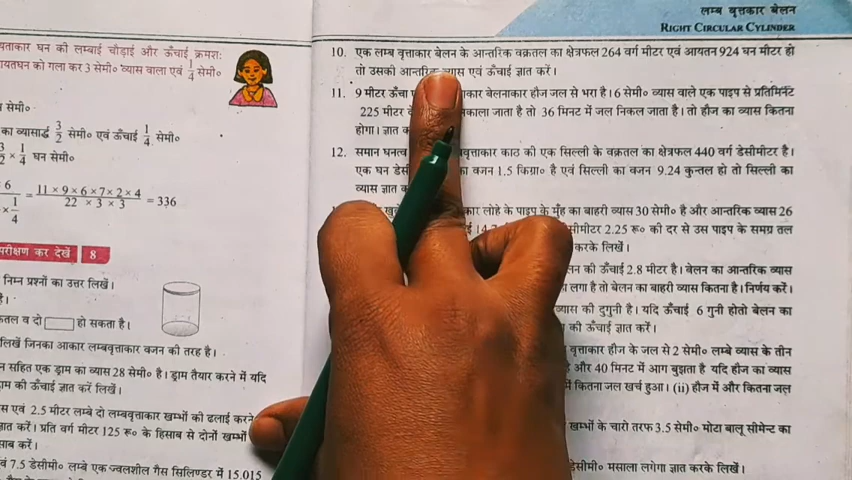 लम्ब वृत्तकार बेलन
RIGHT CIRCULAR CYLINDER
यताकार घन की लम्बाई चौड़ाई और ऊँचाई क्रमशः
आयतघन को गला कर 3 सेमी० व्यास वाला एवं 1/4 सेमी०
सेमी०
का व्यासार्द्ध 3/2 सेमी० एवं ऊँचाई 1/4 सेमी०
3/2 × 1/4 घन सेमी०
6 / × 1/4 = 11×9×6×7×2×4 / 22 × 3 × 3 = 336
परीक्षण कर देखें 8
निम्न प्रश्नों का उत्तर लिखें।
है।
तल व दो हो सकता है।
लिखें जिनका आकार लम्बवृत्ताकार वजन की तरह है।
सहित एक ड्राम का व्यास 28 सेमी० है। ड्राम तैयार करने में यदि
ड्राम की ऊँचाई ज्ञात करें लिखें।
एवं 2.5 मीटर लम्बे दो लम्बवृत्ताकार खम्भों को ढलाई करने
ज्ञात करें। प्रति वर्ग मीटर 125 रू० के हिसाब से दोनों खम्भों
करें।
7.5 डेसीमी० लम्बे एक ज्वलशील गैस सिलिण्डर में 15.015
10. एक लम्ब वृत्ताकार बेलन के आन्तरिक वक्रतल का क्षेत्रफल 264 वर्ग मीटर एवं आयतन 924 घन मीटर हो
तो उसकी आन्तरिक व्यास एवं ऊँचाई ज्ञात करें।
11. 9 मीटर ऊँचा कार बेलनाकार हौज जल से भरा है। 6 सेमी० व्यास वाले एक पाइप से प्रतिमिनट
225 मीटर काला जाता है तो 36 मिनट में जल निकल जाता है। तो हौज का व्यास कितना
होगा। ज्ञात
12. समान घनत्व वृत्ताकार काठ की एक सिल्ली के वक्रतल का क्षेत्रफल 440 वर्ग डेसीमीटर है।
एक घन डेसी का वजन 1.5 किग्रा० है एवं सिल्ली का वजन 9.24 कुन्तल हो तो सिल्ली का
व्यास ज्ञात
कार लोहे के पाइप के मुँह का बाहरी व्यास 30 सेमी० है और आन्तरिक व्यास 26
सेमीटर 2.25 रू० की दर से उस पाइप के समग्र तल
करके लिखें।
की ऊँचाई 2.8 मीटर है। बेलन का आन्तरिक व्यास
लगा है तो बेलन का बाहरी व्यास कितना है। निर्णय करें।
व्यास की दुगुनी है। यदि ऊँचाई 6 गुनी होतो बेलन का
की ऊँचाई ज्ञात करें।
वृत्ताकार हौज के जल से 2 सेमी० लम्बे व्यास के तीन
है और 40 मिनट में आग बुझता है यदि हौज का व्यास
में कितना जल खर्च हुआ। (ii) हौज में और कितना जल
खम्भों के चारो तरफ 3.5 सेमी० मोटा बालू सीमेन्ट का
डेसीमी० मसाला लगेगा ज्ञात करके लिखें।